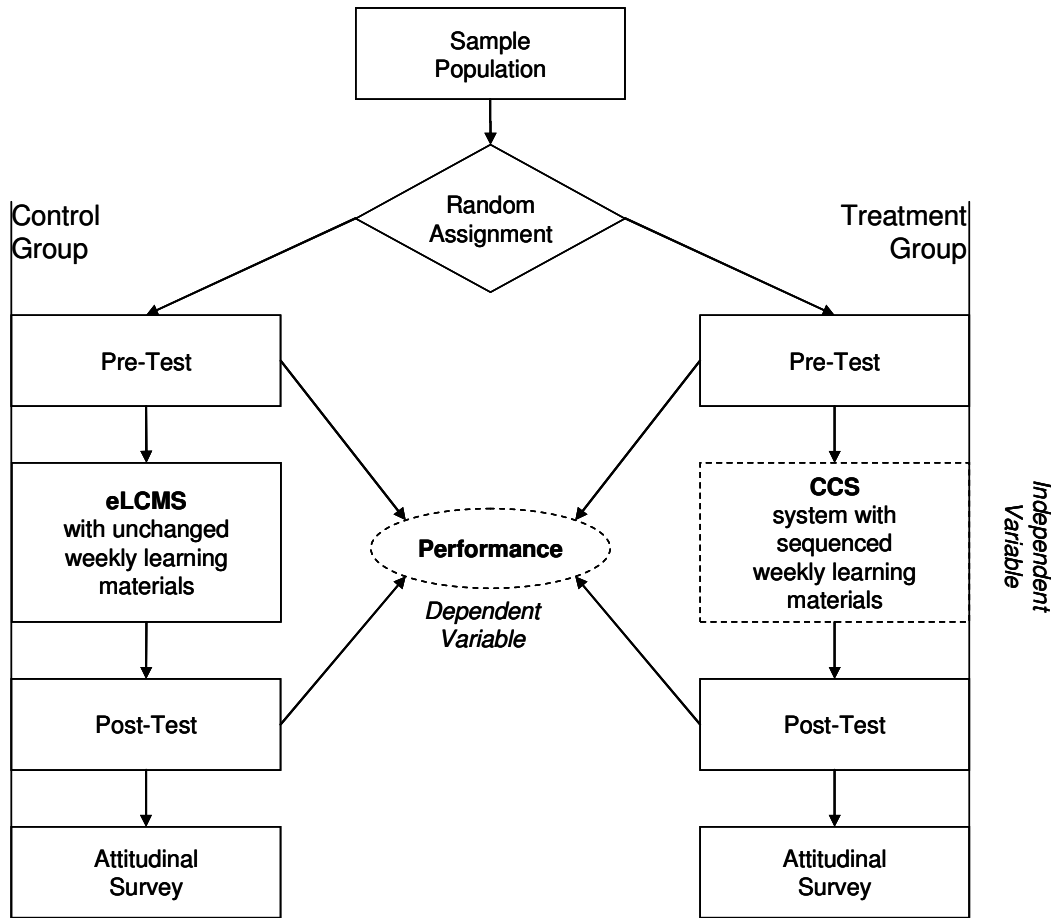 Sample
Population
Random
Assignment
Control
Group
Treatment
Group
Pre-Test
Pre-Test
eLCMS
with unchanged
weekly learning
materials
Performance
Dependent
Variable
CCS
system with
sequenced
weekly learning
materials
Independent
Variable
Post-Test
Post-Test
Attitudinal
Survey
Attitudinal
Survey